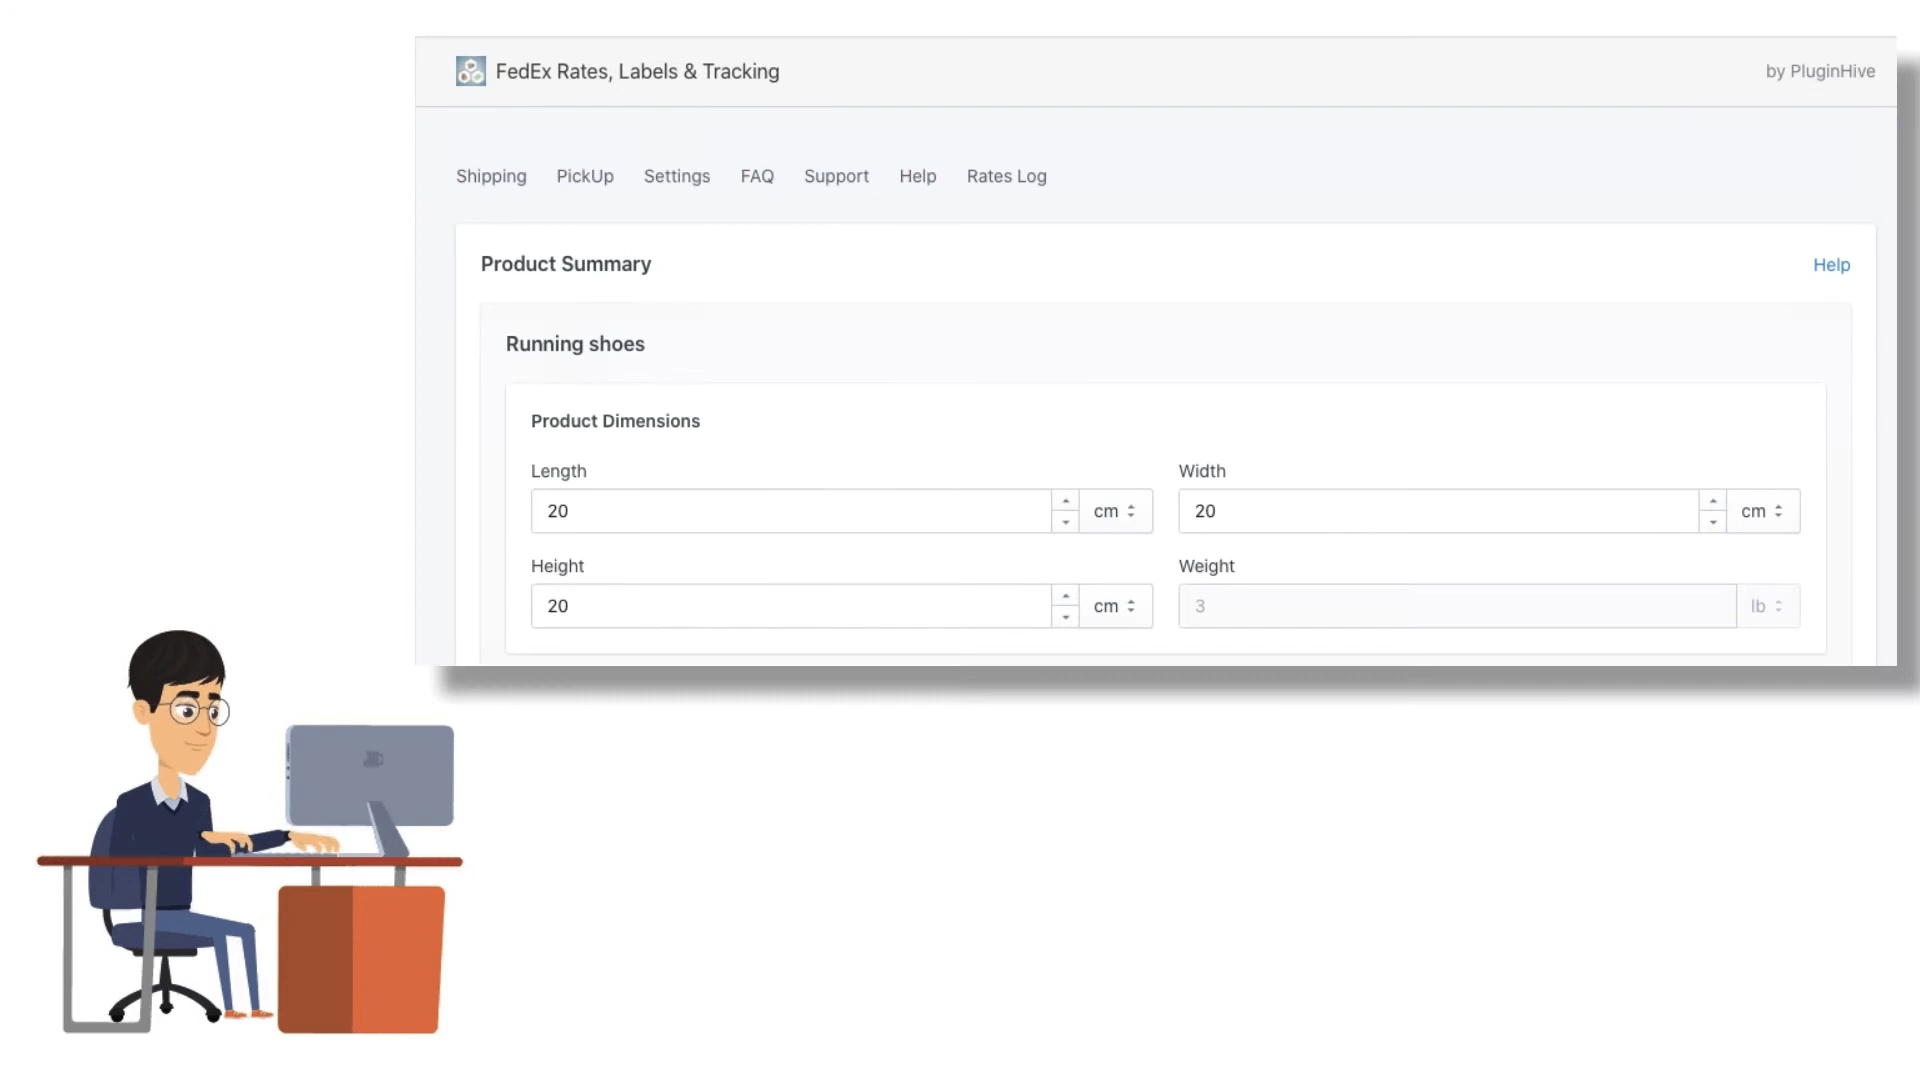 FedEx Rates, Labels & Tracking
by PluginHive
Shipping PickUp Settings FAQ Support Help Rates Log
Product Summary
Help
Running shoes
Product Dimensions
Length Width
20 cm 20 cm
Height Weight
20 cm 3 lb